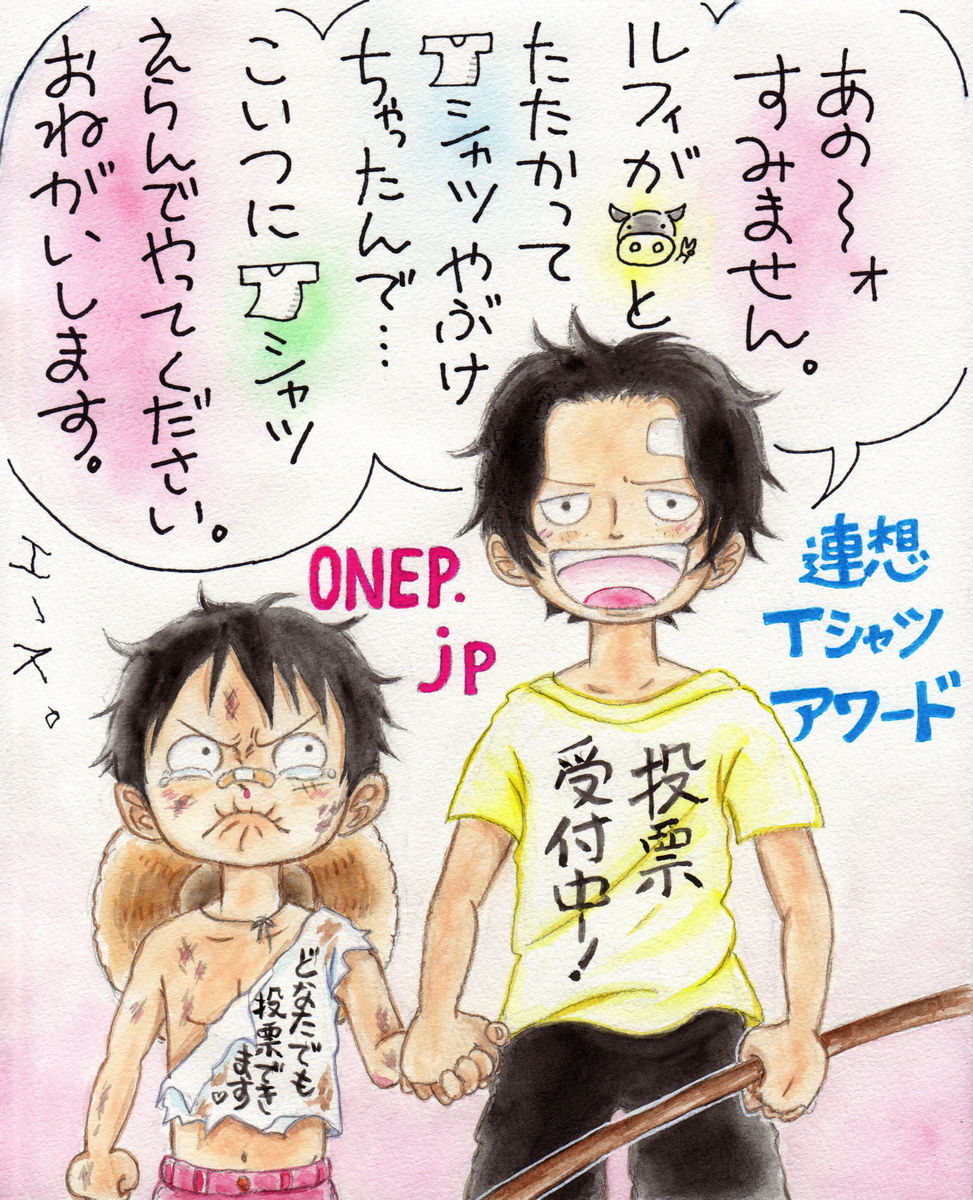 あの〜ォ
すみません。
ルフィがと
たたかって
シャツやぶけ
ちゃったんで…
こいつに
シャツ
えらんでやってください。
おねがいします。
連想
Tシャツ
アワード
ONEP.
jp
投票
受付中!
どなたでも
投票でき
ます♡